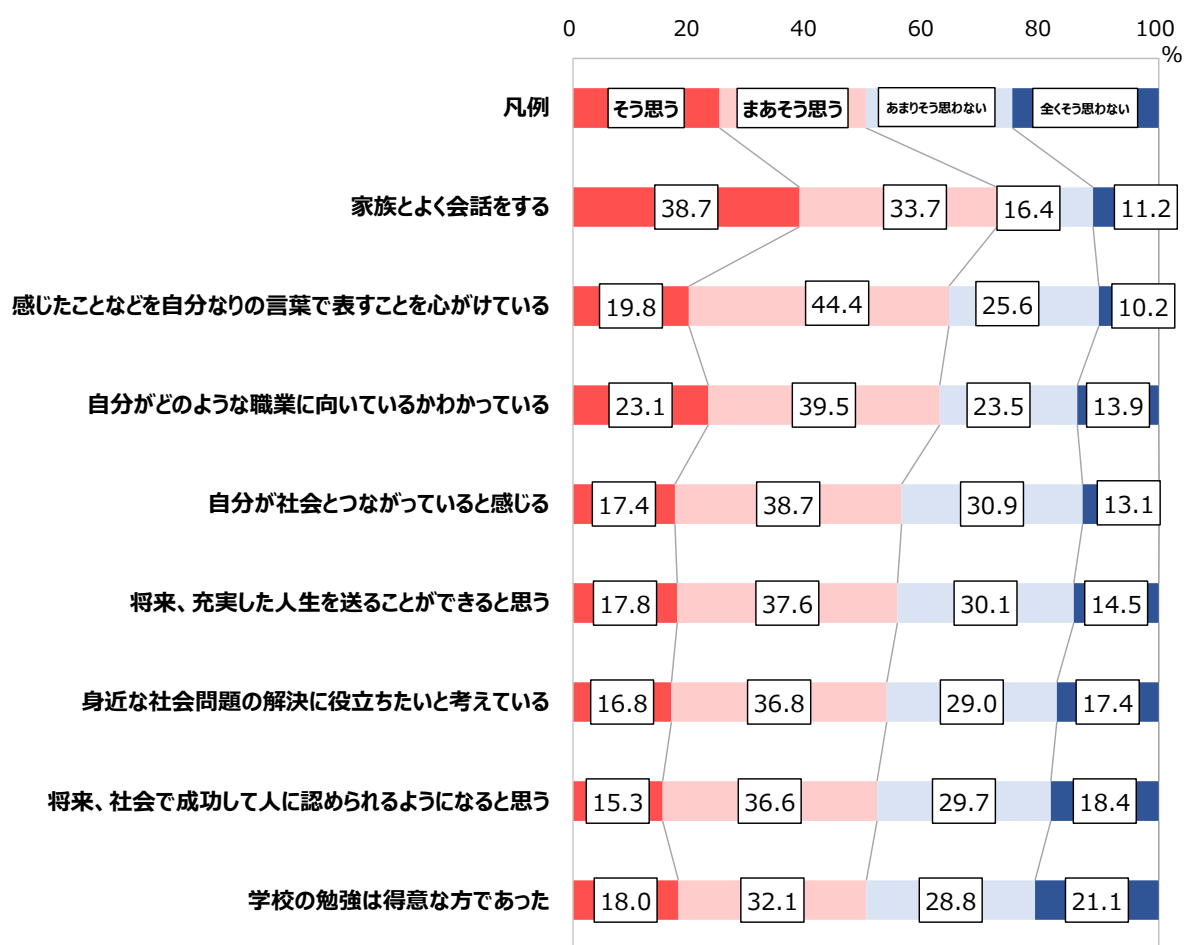 0 20 40 60 80 100
%
凡例 そう思う まあそう思う あまりそう思わない 全くそう思わない
家族とよく会話をする 38.7 33.7 16.4 11.2
感じたことなどを自分なりの言葉で表すことを心がけている 19.8 44.4 25.6 10.2
自分がどのような職業に向いているかわかっている 23.1 39.5 23.5 13.9
自分が社会とつながっていると感じる 17.4 38.7 30.9 13.1
将来、充実した人生を送ることができると思う 17.8 37.6 30.1 14.5
身近な社会問題の解決に役立ちたいと考えている 16.8 36.8 29.0 17.4
将来、社会で成功して人に認められるようになると思う 15.3 36.6 29.7 18.4
学校の勉強は得意な方であった 18.0 32.1 28.8 21.1